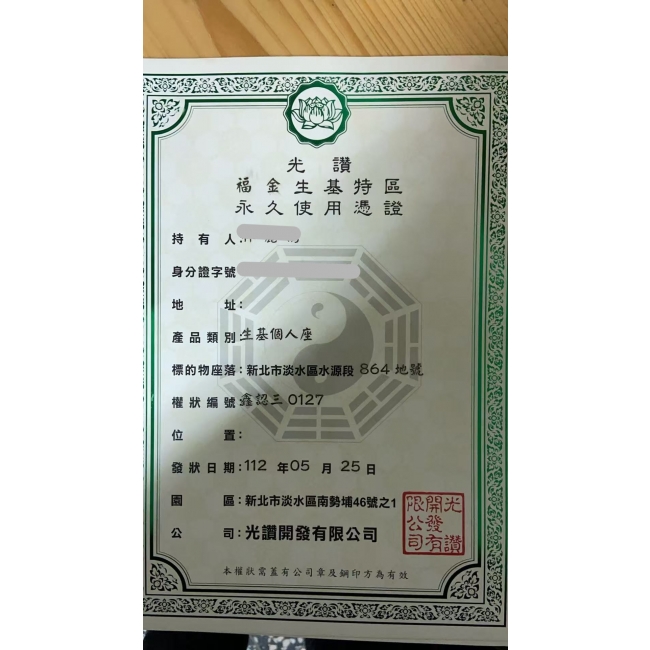 光讚
福金生基特區
永久使用憑證
持有人:
身分證字號
地址:
產品類別:生基個人座
標的物座落:新北市淡水區水源段 864 地號
權狀編號:鑫認三 0127
位置:
發狀日期:112 年 05 月 25 日
園區:新北市淡水區南勢埔46號之1
公司:光讚開發有限公司
光讚開發有限公司
本權狀需蓋有公司章及鋼印方為有效